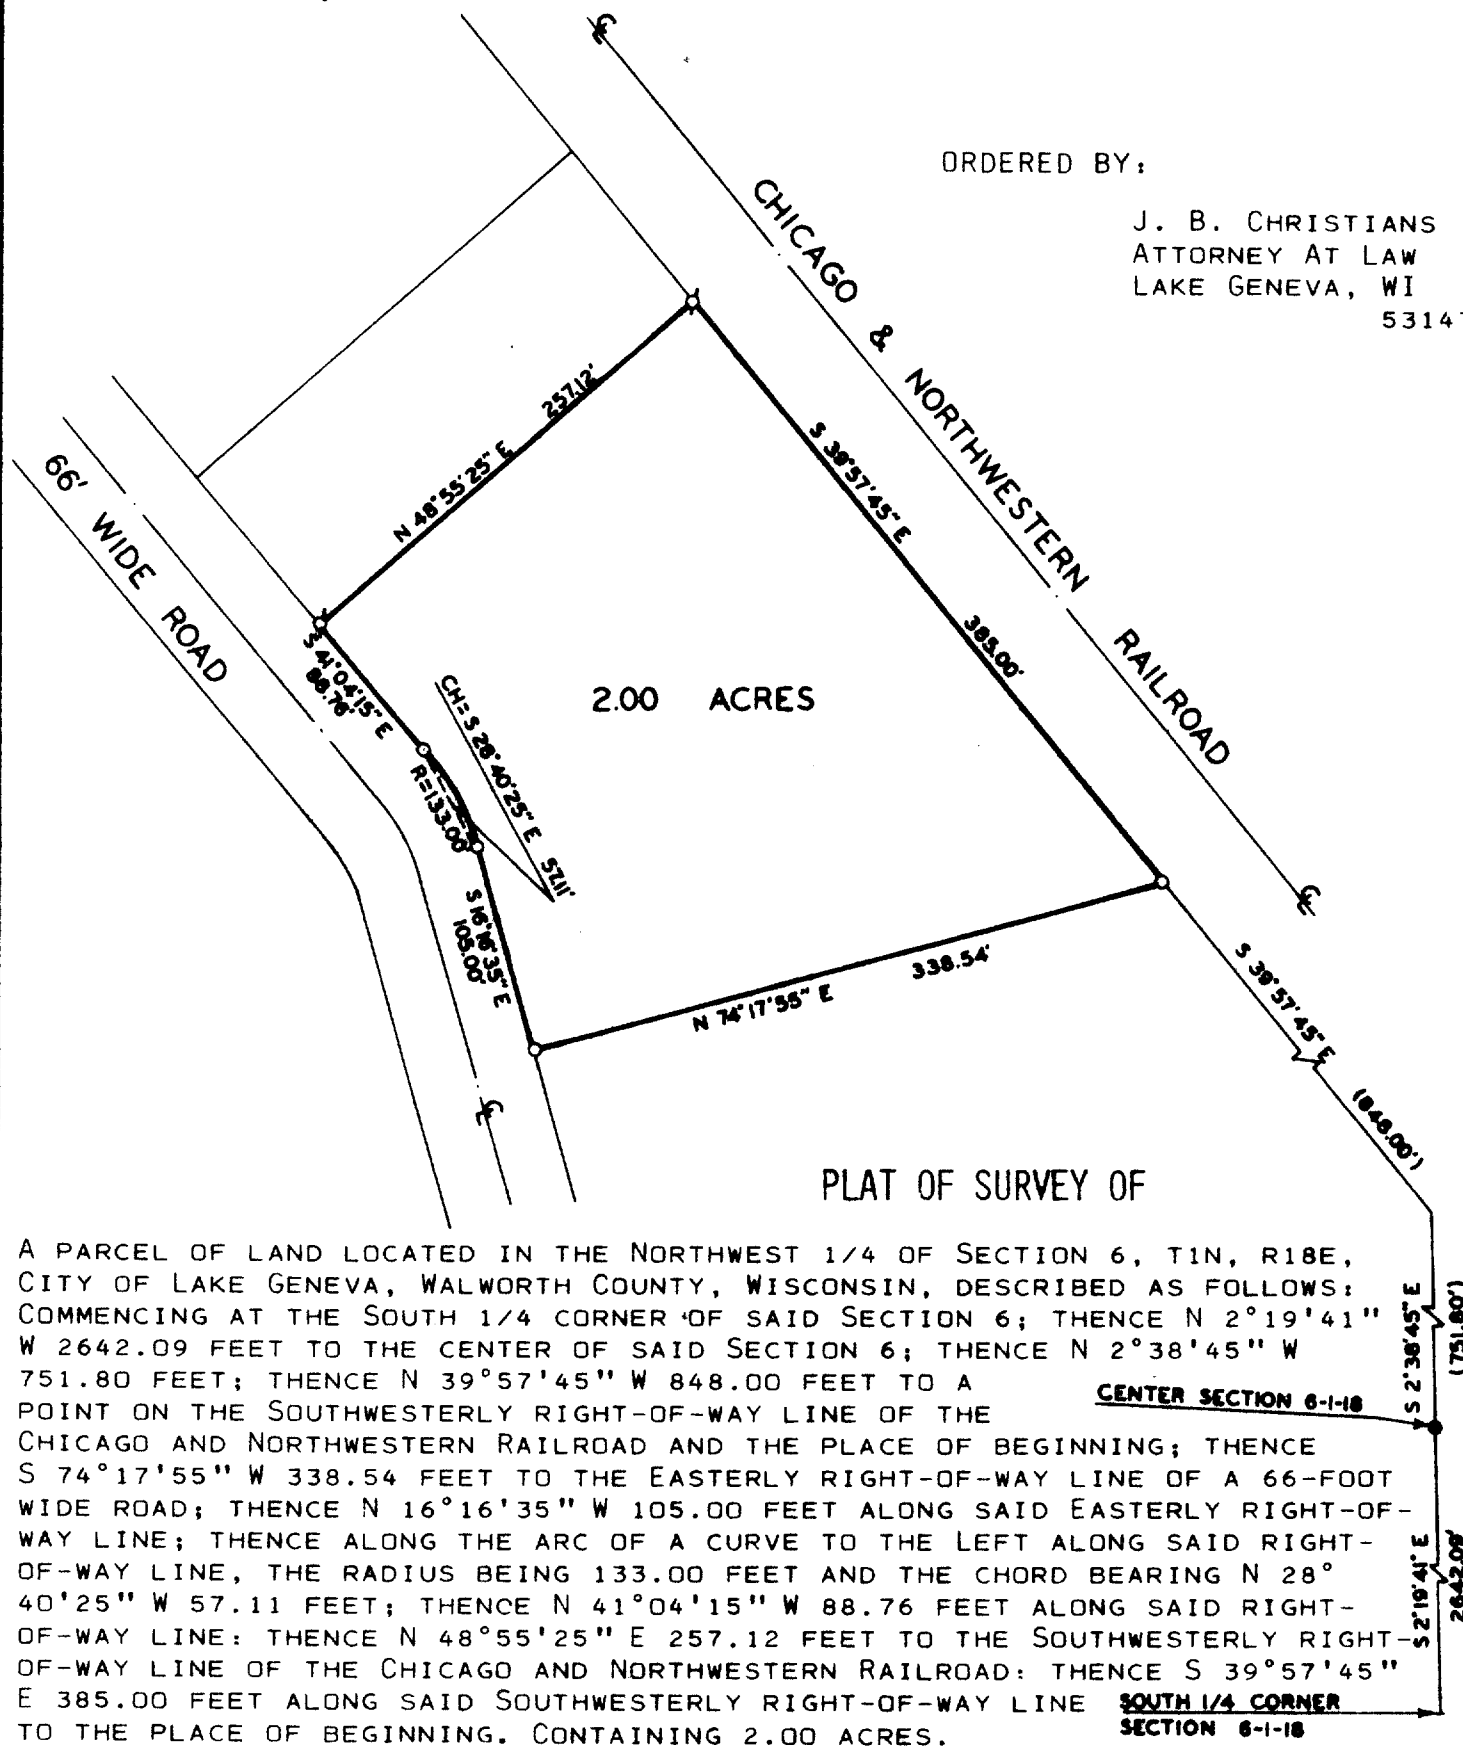 ORDERED BY:
J. B. CHRISTIANS
ATTORNEY AT LAW
LAKE GENEVA, WI
5314
CHICAGO & NORTHWESTERN RAILROAD
66' WIDE ROAD
N 48°55'25" E 257.12'
S 39°57'45" E 385.00'
S 41°04'15" E
88.76'
CH= S 28°40'25" E 57.11'
R=133.00'
2.00 ACRES
S 16°16'35" E
105.00'
N 74°17'55" E 338.54'
S 39°57'45" E (848.00')
PLAT OF SURVEY OF
A PARCEL OF LAND LOCATED IN THE NORTHWEST 1/4 OF SECTION 6, T1N, R18E,
CITY OF LAKE GENEVA, WALWORTH COUNTY, WISCONSIN, DESCRIBED AS FOLLOWS:
COMMENCING AT THE SOUTH 1/4 CORNER OF SAID SECTION 6; THENCE N 2°19'41"
W 2642.09 FEET TO THE CENTER OF SAID SECTION 6; THENCE N 2°38'45" W
751.80 FEET; THENCE N 39°57'45" W 848.00 FEET TO A
POINT ON THE SOUTHWESTERLY RIGHT-OF-WAY LINE OF THE
CHICAGO AND NORTHWESTERN RAILROAD AND THE PLACE OF BEGINNING; THENCE
S 74°17'55" W 338.54 FEET TO THE EASTERLY RIGHT-OF-WAY LINE OF A 66-FOOT
WIDE ROAD; THENCE N 16°16'35" W 105.00 FEET ALONG SAID EASTERLY RIGHT-OF-
WAY LINE; THENCE ALONG THE ARC OF A CURVE TO THE LEFT ALONG SAID RIGHT-
OF-WAY LINE, THE RADIUS BEING 133.00 FEET AND THE CHORD BEARING N 28°
40'25" W 57.11 FEET; THENCE N 41°04'15" W 88.76 FEET ALONG SAID RIGHT-
OF-WAY LINE: THENCE N 48°55'25" E 257.12 FEET TO THE SOUTHWESTERLY RIGHT-
OF-WAY LINE OF THE CHICAGO AND NORTHWESTERN RAILROAD: THENCE S 39°57'45"
E 385.00 FEET ALONG SAID SOUTHWESTERLY RIGHT-OF-WAY LINE
TO THE PLACE OF BEGINNING. CONTAINING 2.00 ACRES.
S 2°38'45" E (751.80')
CENTER SECTION 6-1-18
S 2°19'41" E 2642.09'
SOUTH 1/4 CORNER
SECTION 6-1-18